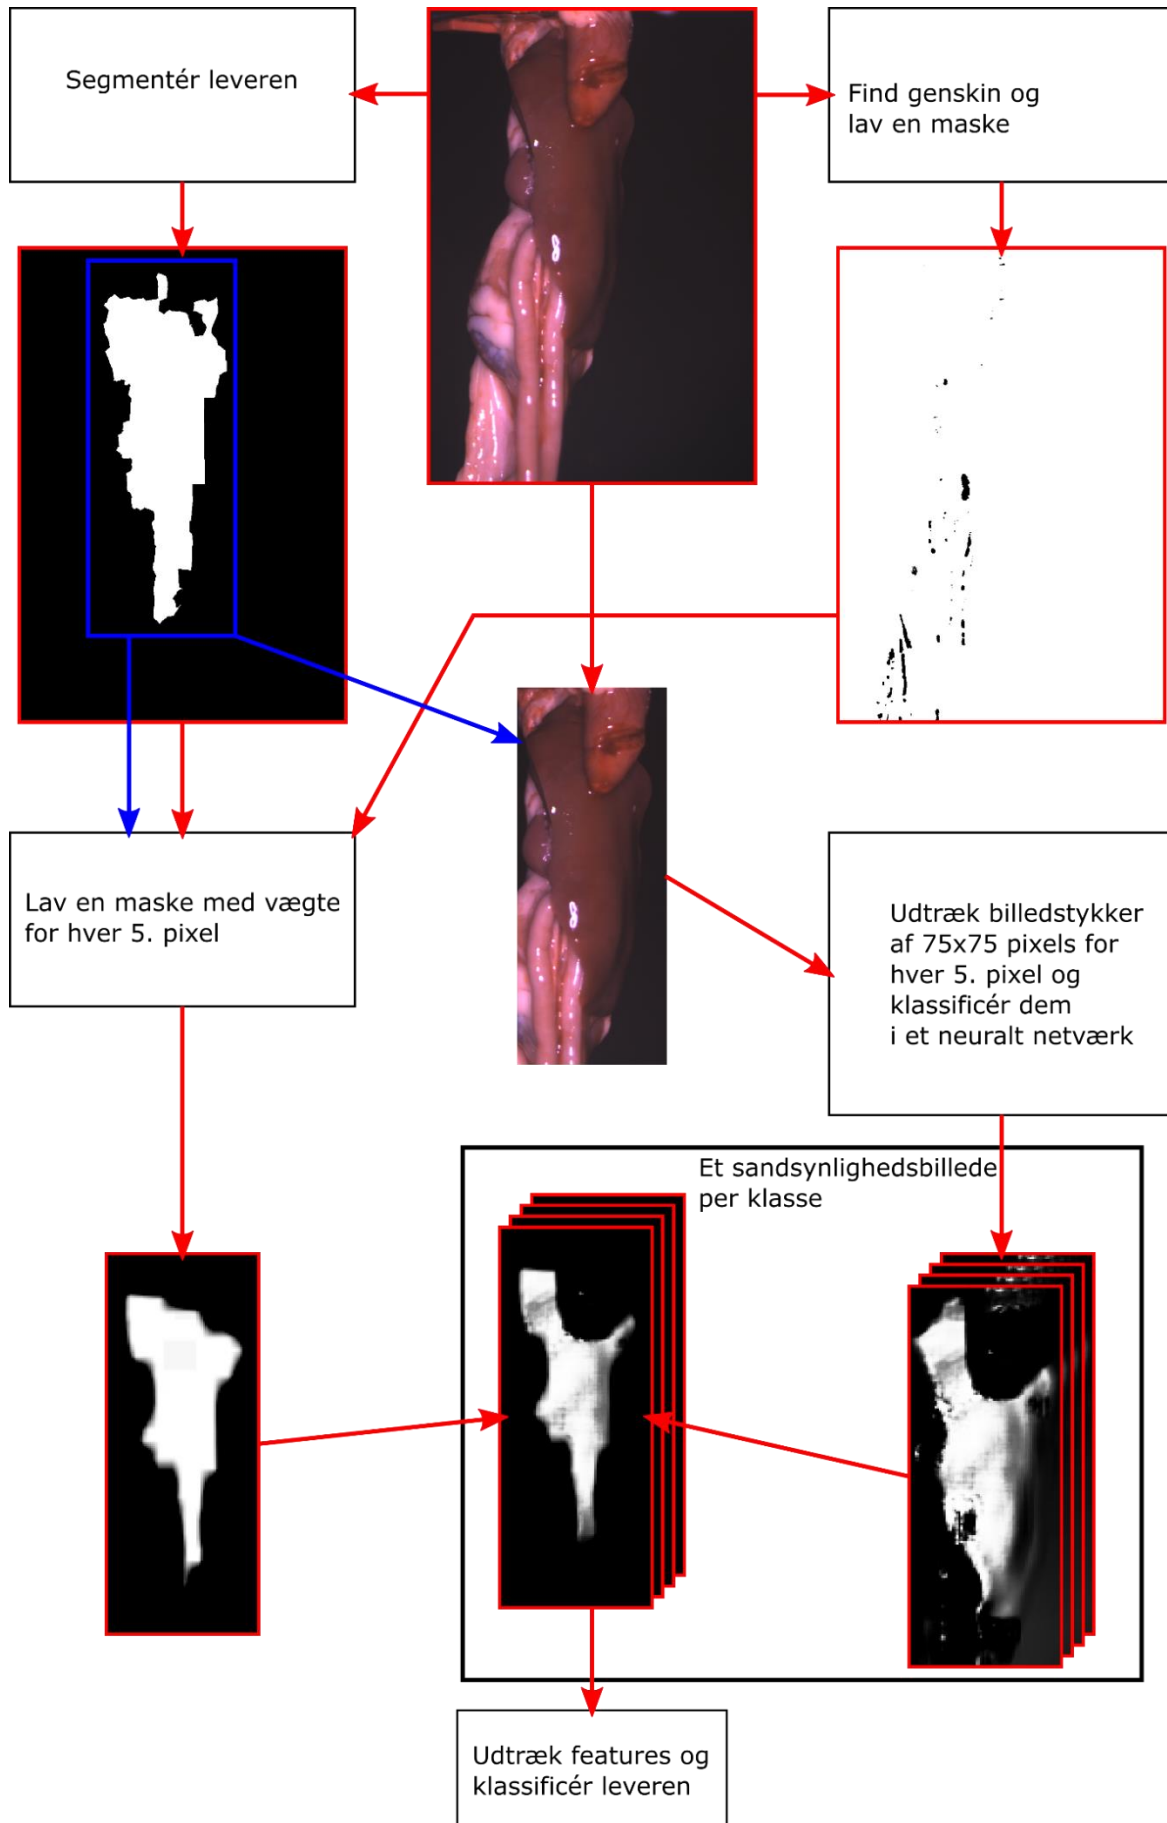 Segmentér leveren
Find genskin og
lav en maske
Lav en maske med vægte
for hver 5. pixel
Udtræk billedstykker
af 75x75 pixels for
hver 5. pixel og
klassificér dem
i et neuralt netværk
Et sandsynlighedsbillede
per klasse
Udtræk features og
klassificér leveren